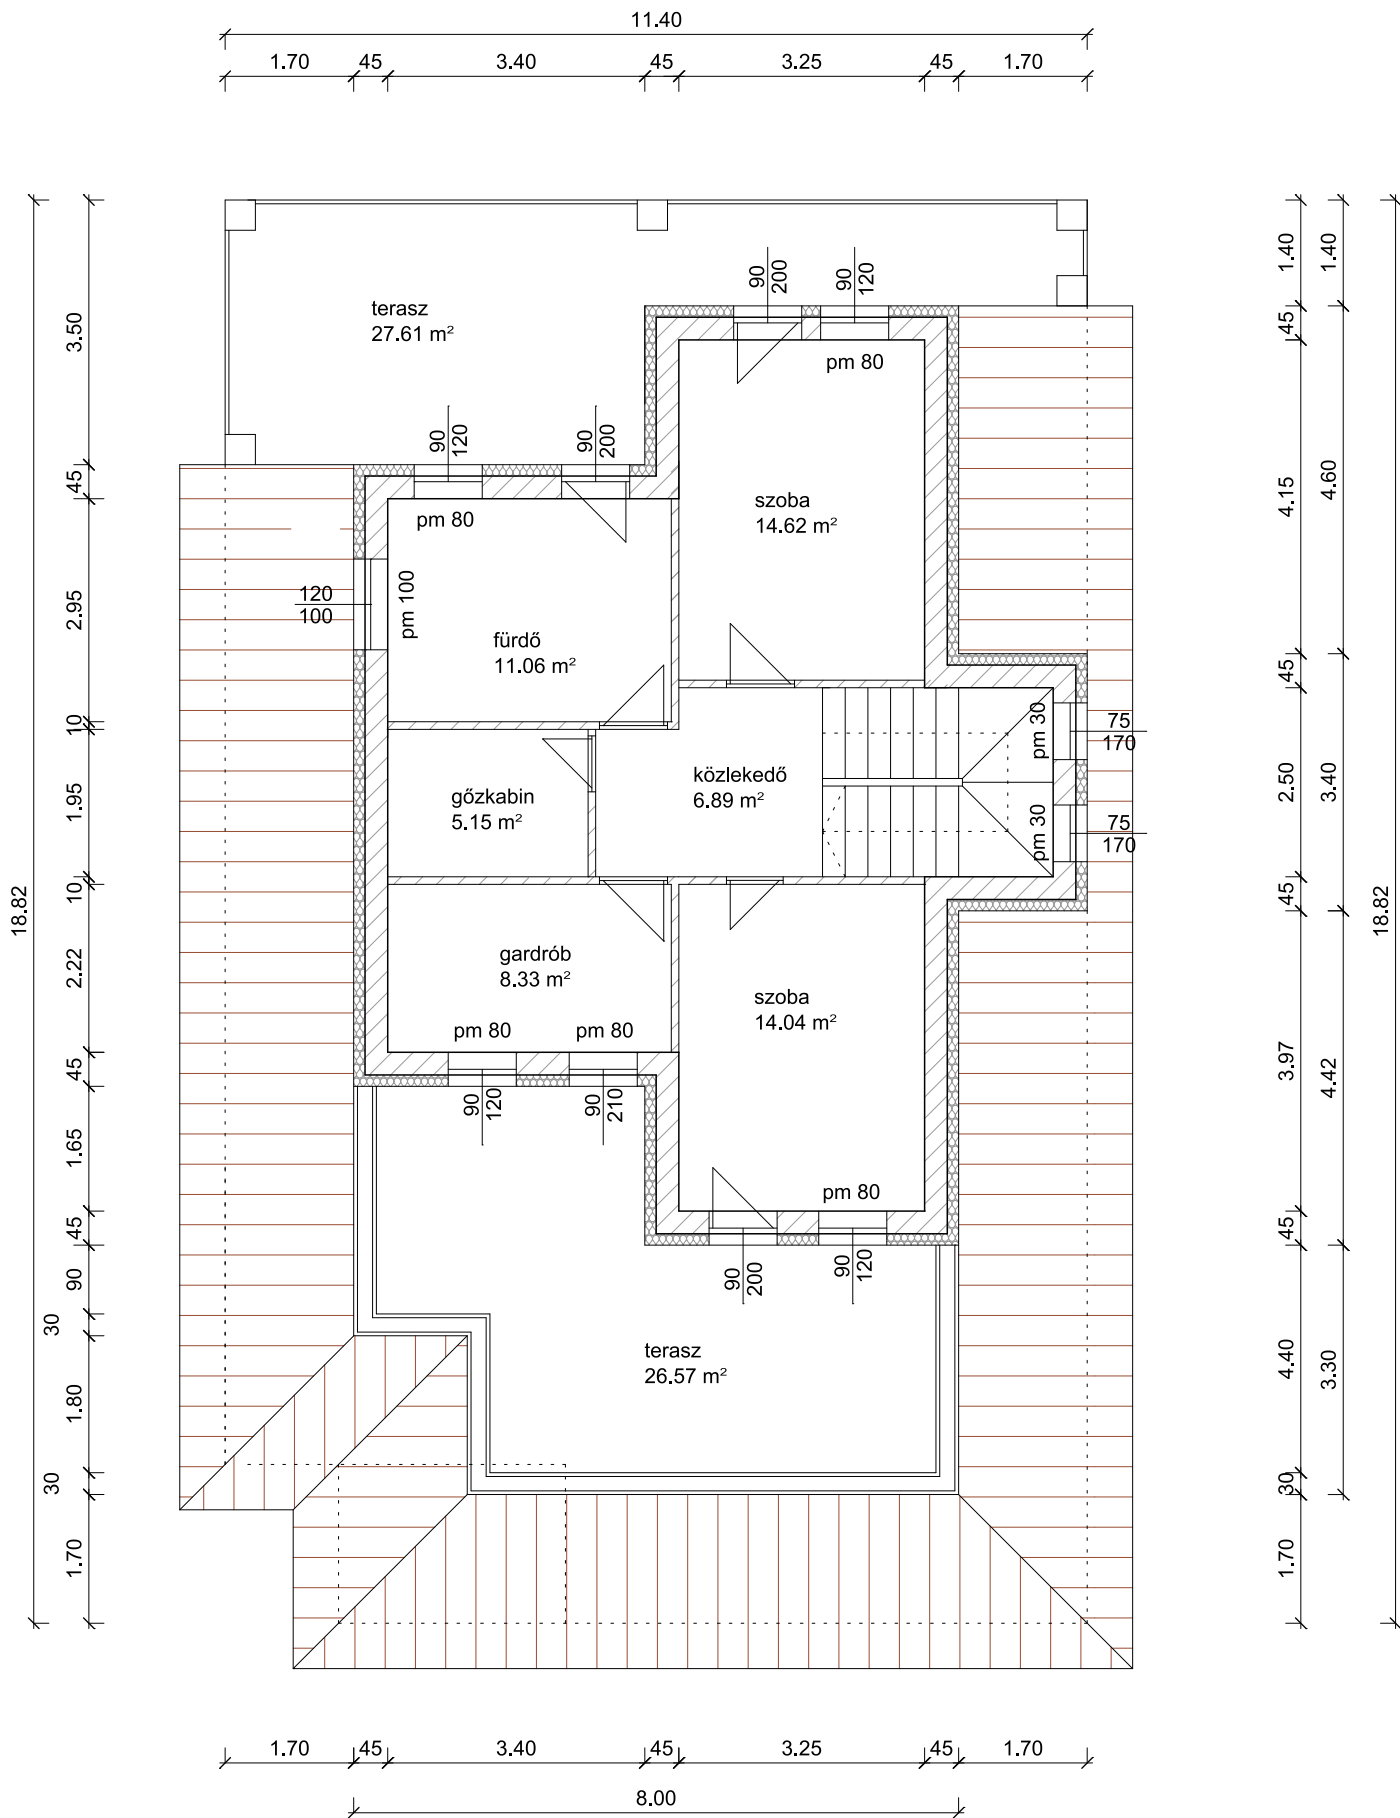 11.40
1.70 45 3.40 45 3.25 45 1.70
18.82
3.50
45
2.95
10
1.95
10
2.22
45
1.65
45
90
30
1.80
30
1.70
terasz
27.61 m²
90
200
90
120
pm 80
90
120
90
200
pm 80
szoba
14.62 m²
120
100
pm 100
fürdő
11.06 m²
pm 30
75
170
közlekedő
6.89 m²
gőzkabin
5.15 m²
pm 30
75
170
gardrób
8.33 m²
szoba
14.04 m²
pm 80 pm 80
90
120
90
210
pm 80
90
200
90
120
terasz
26.57 m²
1.40
45
4.15
45
2.50
45
3.97
45
4.40
30
1.70
1.40
4.60
3.40
4.42
3.30
18.82
1.70 45 3.40 45 3.25 45 1.70
8.00